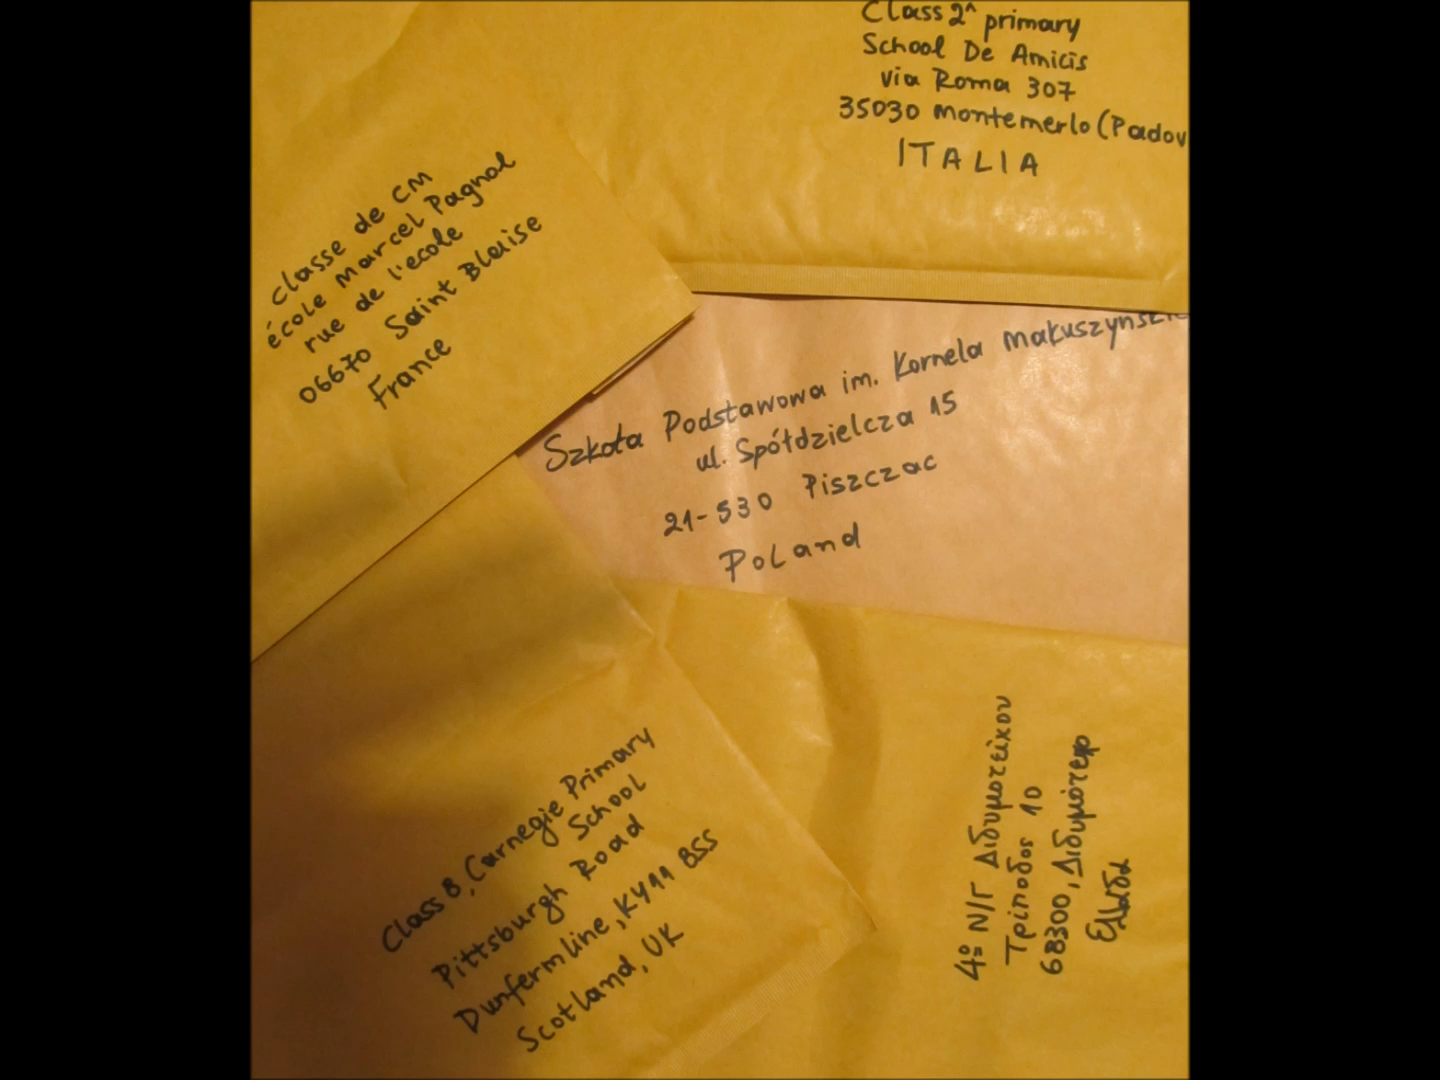 Class 2^ primary
School De Amicis
via Roma 307
35030 Montemerlo (Padov
ITALIA
classe de CM
école Marcel Pagnol
rue de l'ecole
06670 Saint Blaise
France
Szkoła Podstawowa im. Kornela Makuszyńskie
ul. Spółdzielcza 15
21-530 Piszczac
Poland
Class B, Carnegie Primary
School
Pittsburgh Road
Dunfermline, KY11 8SS
Scotland, UK
4º Ν/Γ Διδυμοτείχου
Τρίποδος 10
68300, Διδυμότειχο
Ελλάδα